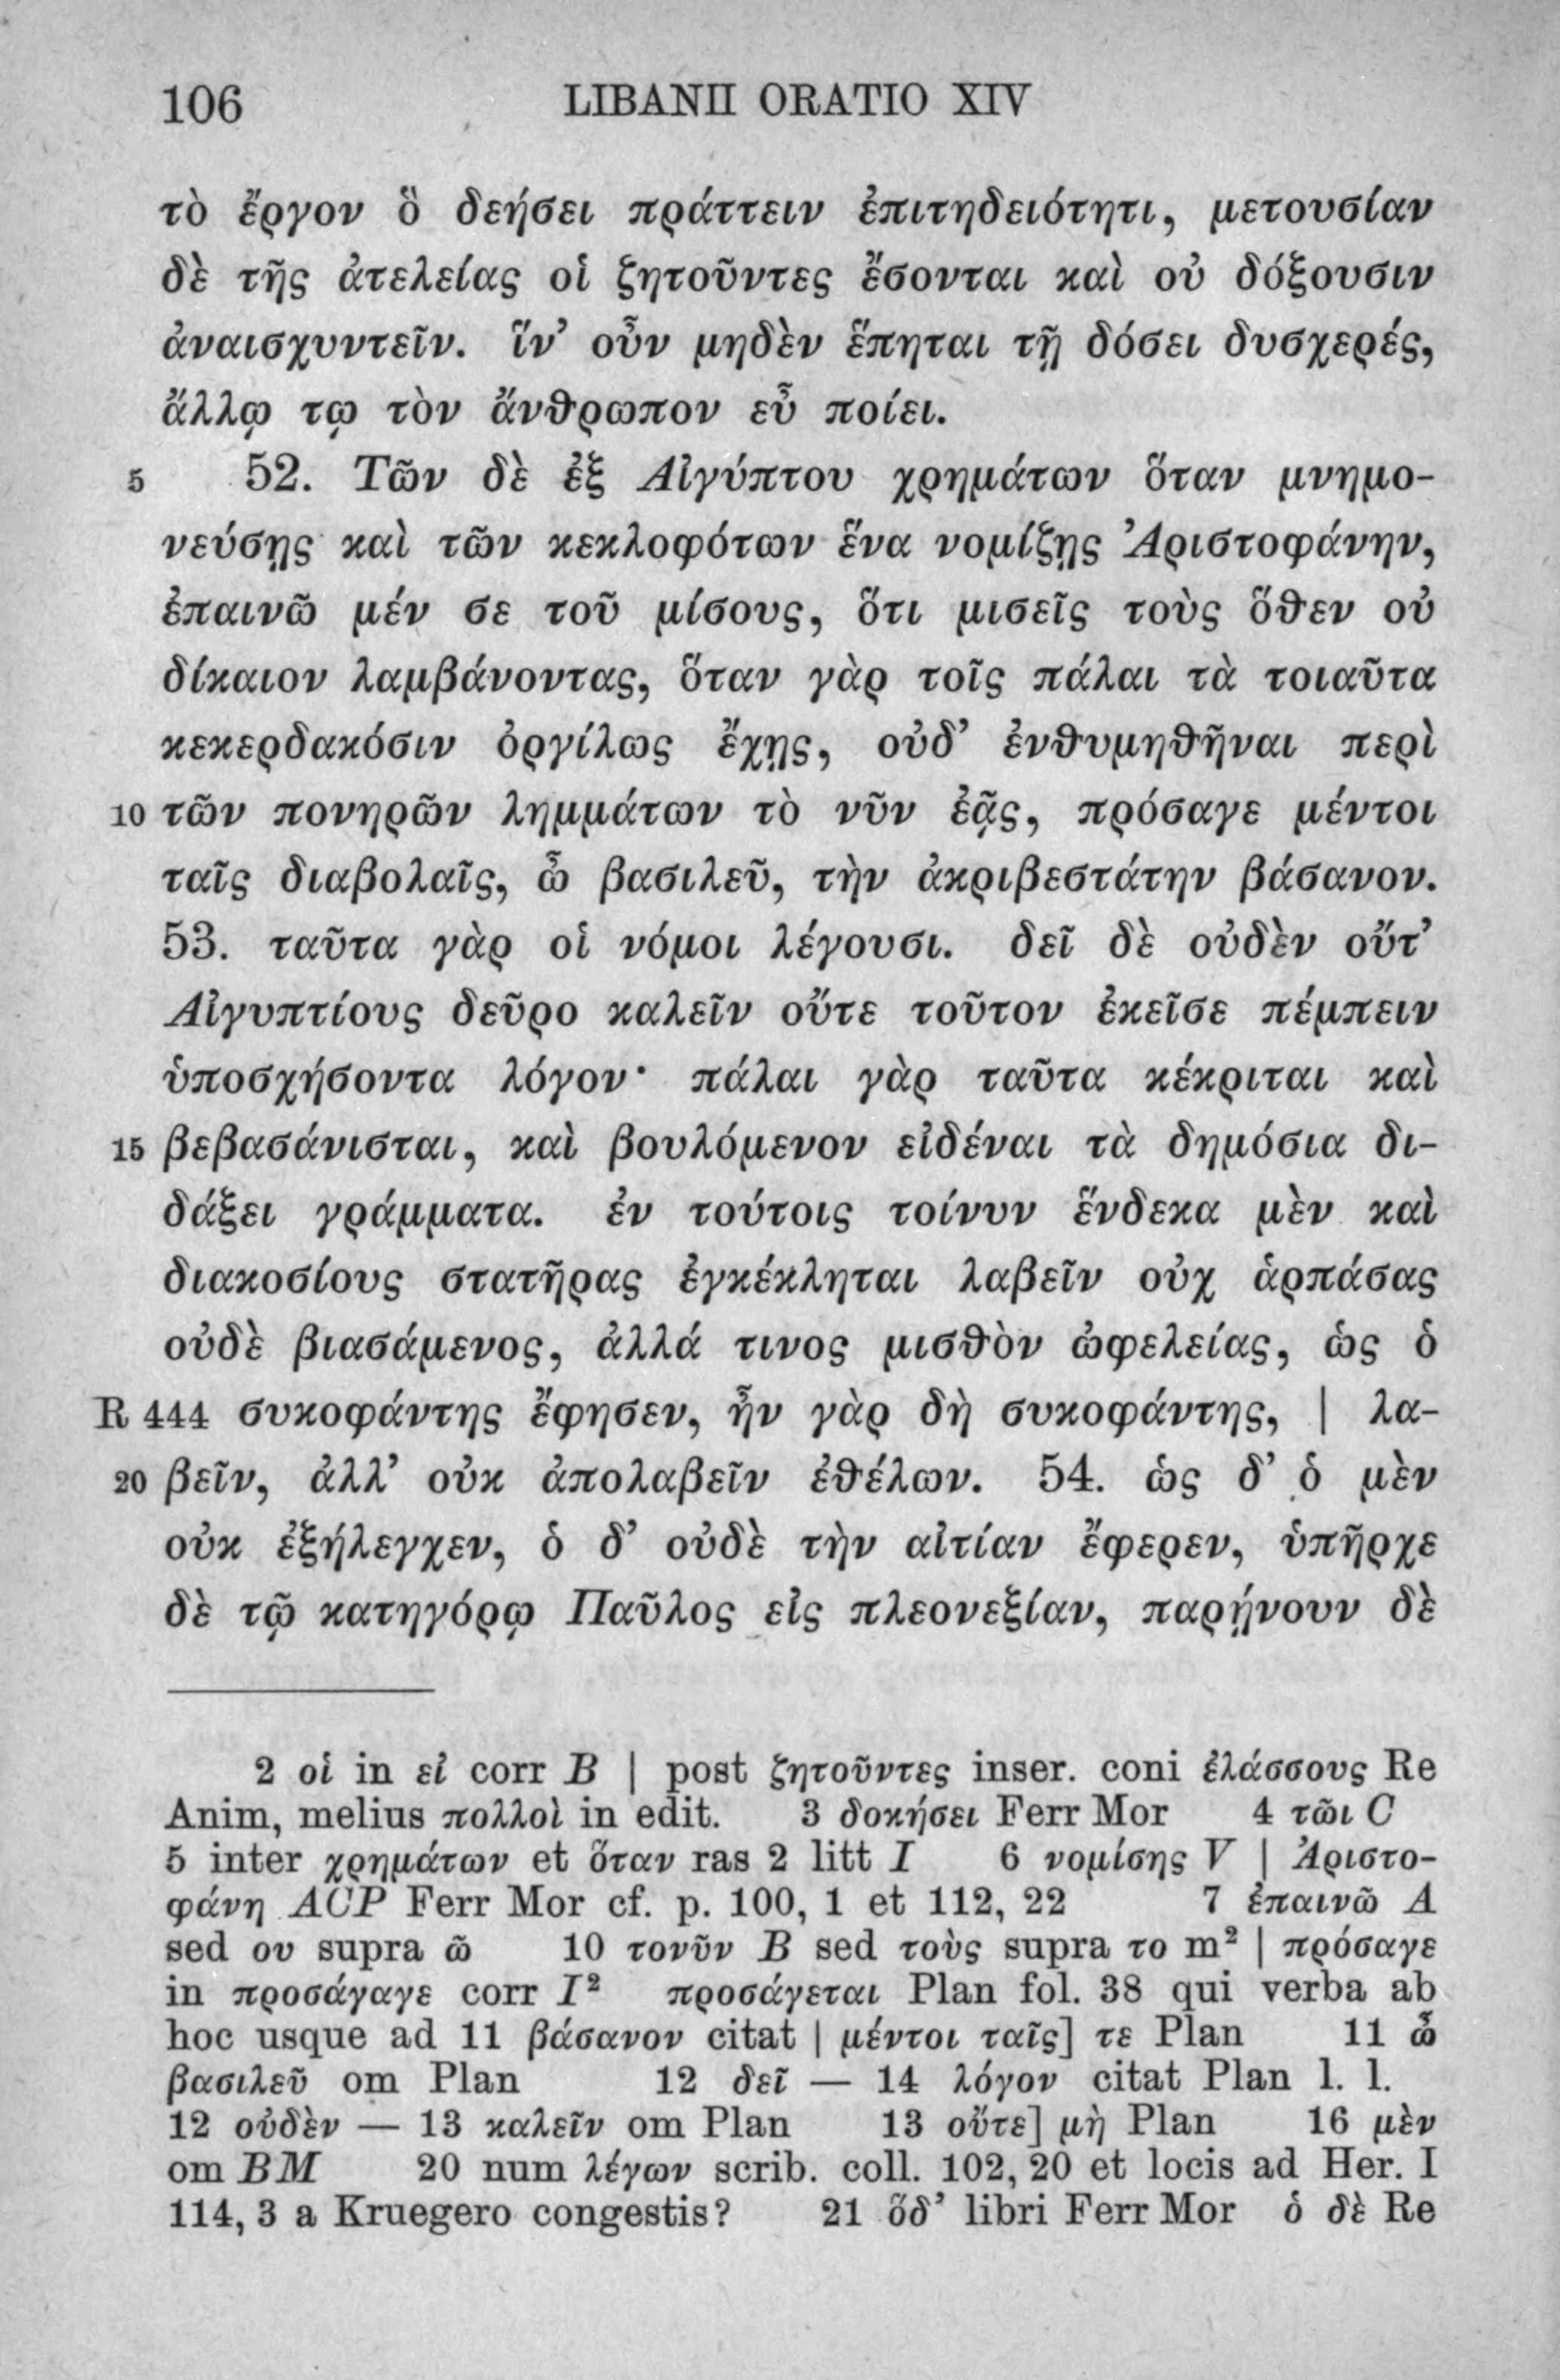 106 LIBANII ORATIO XIV
τὸ ἔργον ὃ δεήσει πράττειν ἐπιτηδειότητι, μετουσίαν
δὲ τῆς ἀτελείας οἱ ζητοῦντες ἔσονται καὶ οὐ δόξουσιν
ἀναισχυντεῖν. ἵν’ οὖν μηδὲν ἕπηται τῇ δόσει δυσχερές,
ἄλλῳ τῳ τὸν ἄνθρωπον εὖ ποίει.
5 52. Τῶν δὲ ἐξ Αἰγύπτου χρημάτων ὅταν μνημο-
νεύσῃς καὶ τῶν κεκλοφότων ἕνα νομίζῃς Ἀριστοφάνην,
ἐπαινῶ μέν σε τοῦ μίσους, ὅτι μισεῖς τοὺς ὅθεν οὐ
δίκαιον λαμβάνοντας, ὅταν γὰρ τοῖς πάλαι τὰ τοιαῦτα
κεκερδακόσιν ὀργίλως ἔχῃς, οὐδ’ ἐνθυμηθῆναι περὶ
10 τῶν πονηρῶν λημμάτων τὸ νῦν ἐᾷς, πρόσαγε μέντοι
ταῖς διαβολαῖς, ὦ βασιλεῦ, τὴν ἀκριβεστάτην βάσανον.
53. ταῦτα γὰρ οἱ νόμοι λέγουσι. δεῖ δὲ οὐδὲν οὔτ’
Αἰγυπτίους δεῦρο καλεῖν οὔτε τοῦτον ἐκεῖσε πέμπειν
ὑποσχήσοντα λόγον· πάλαι γὰρ ταῦτα κέκριται καὶ
15 βεβασάνισται, καὶ βουλόμενον εἰδέναι τὰ δημόσια δι-
δάξει γράμματα. ἐν τούτοις τοίνυν ἕνδεκα μὲν καὶ
διακοσίους στατῆρας ἐγκέκληται λαβεῖν οὐχ ἁρπάσας
οὐδὲ βιασάμενος, ἀλλά τινος μισθὸν ὠφελείας, ὡς ὁ
R 444 συκοφάντης ἔφησεν, ἦν γὰρ δὴ συκοφάντης, | λα-
20 βεῖν, ἀλλ’ οὐκ ἀπολαβεῖν ἐθέλων. 54. ὡς δ’ ὁ μὲν
οὐκ ἐξήλεγχεν, ὁ δ’ οὐδὲ τὴν αἰτίαν ἔφερεν, ὑπῆρχε
δὲ τῷ κατηγόρῳ Παῦλος εἰς πλεονεξίαν, παρῄνουν δὲ
2 οἱ in εἰ corr B | post ζητοῦντες inser. coni ἐλάσσους Re
Anim, melius πολλοὶ in edit. 3 δοκήσει Ferr Mor 4 τῶι C
5 inter χρημάτων et ὅταν ras 2 litt I 6 νομίσης V | Ἀριστο-
φάνη ACP Ferr Mor cf. p. 100, 1 et 112, 22 7 ἐπαινῶ A
sed ου supra ῶ 10 τονῦν B sed τοὺς supra το m² | πρόσαγε
in προσάγαγε corr I² προσάγεται Plan fol. 38 qui verba ab
hoc usque ad 11 βάσανον citat | μέντοι ταῖς] τε Plan 11 ὦ
βασιλεῦ om Plan 12 δεῖ — 14 λόγον citat Plan l. l.
12 οὐδὲν — 13 καλεῖν om Plan 13 οὔτε] μὴ Plan 16 μὲν
om BM 20 num λέγων scrib. coll. 102, 20 et locis ad Her. I
114, 3 a Kruegero congestis? 21 ὅδ’ libri Ferr Mor ὁ δὲ Re